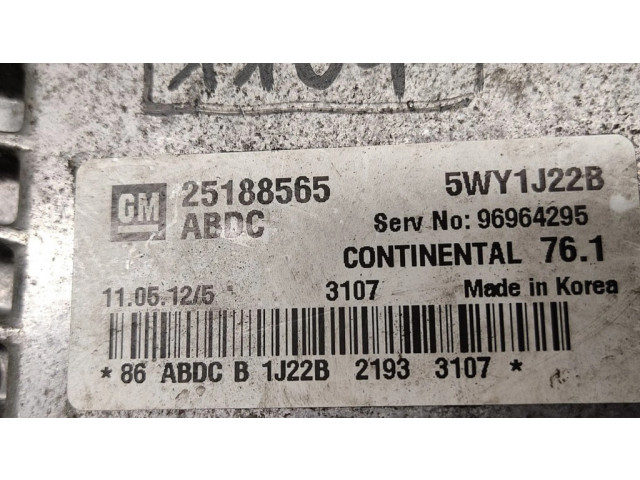 GM 25188565 5WY1J22B
ABDC Serv No: 96964295
CONTINENTAL 76.1
11.05.12/5 3107 Made in Korea
* 86 ABDC B 1J22B 2193 3107 *